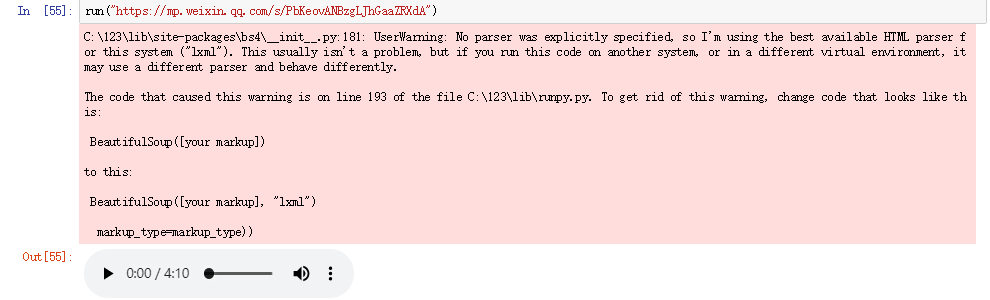 In [55]: run("https://mp.weixin.qq.com/s/PbKeovANBzgLJhGaaZRXdA")
C:\123\lib\site-packages\bs4\__init__.py:181: UserWarning: No parser was explicitly specified, so I'm using the best available HTML parser f
or this system ("lxml"). This usually isn't a problem, but if you run this code on another system, or in a different virtual environment, it
may use a different parser and behave differently.
The code that caused this warning is on line 193 of the file C:\123\lib\runpy.py. To get rid of this warning, change code that looks like th
is:
BeautifulSoup([your markup])
to this:
BeautifulSoup([your markup], "lxml")
markup_type=markup_type))
Out[55]:
0:00 / 4:10